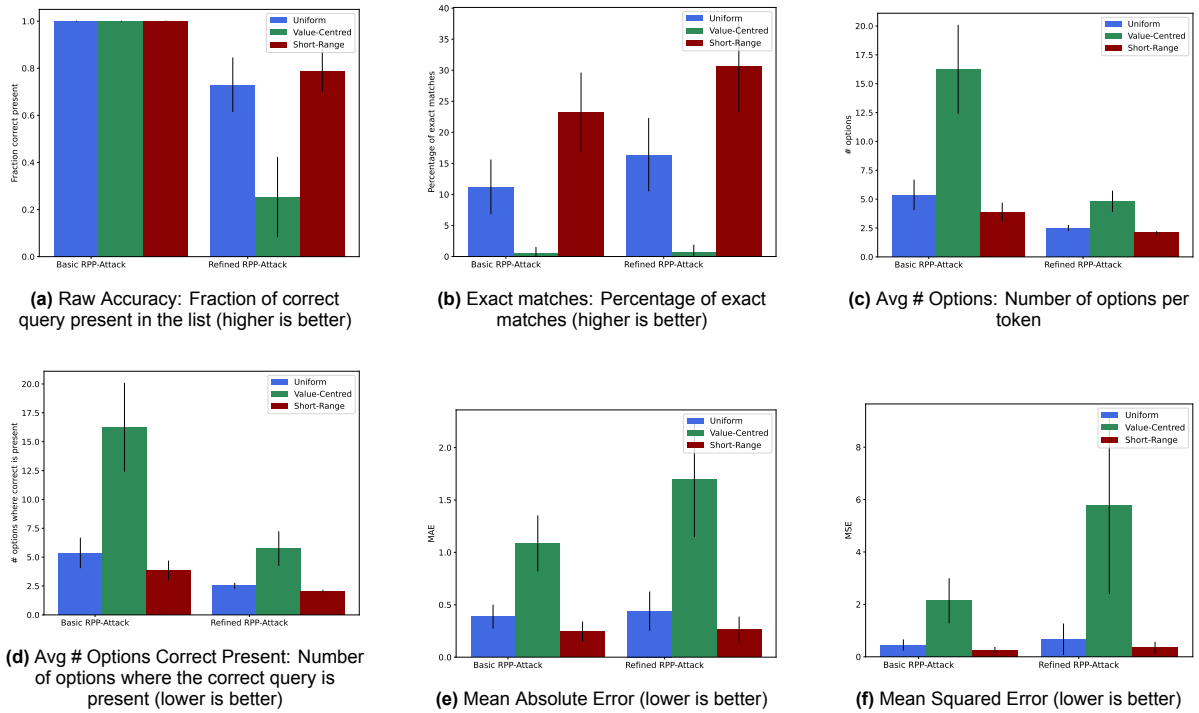 1.0
0.8
0.6
0.4
0.2
0.0
Fraction correct present
Uniform
Value-Centred
Short-Range
Basic RPP-Attack
Refined RPP-Attack
(a) Raw Accuracy: Fraction of correct
query present in the list (higher is better)
40
35
30
25
20
15
10
5
0
Percentage of exact matches
Uniform
Value-Centred
Short-Range
Basic RPP-Attack
Refined RPP-Attack
(b) Exact matches: Percentage of exact
matches (higher is better)
20.0
17.5
15.0
12.5
10.0
7.5
5.0
2.5
0.0
# options
Uniform
Value-Centred
Short-Range
Basic RPP-Attack
Refined RPP-Attack
(c) Avg # Options: Number of options per
token
20.0
17.5
15.0
12.5
10.0
7.5
5.0
2.5
0.0
# options where correct is present
Uniform
Value-Centred
Short-Range
Basic RPP-Attack
Refined RPP-Attack
(d) Avg # Options Correct Present: Number
of options where the correct query is
present (lower is better)
2.0
1.5
1.0
0.5
0.0
MAE
Uniform
Value-Centred
Short-Range
Basic RPP-Attack
Refined RPP-Attack
(e) Mean Absolute Error (lower is better)
8
6
4
2
0
MSE
Uniform
Value-Centred
Short-Range
Basic RPP-Attack
Refined RPP-Attack
(f) Mean Squared Error (lower is better)